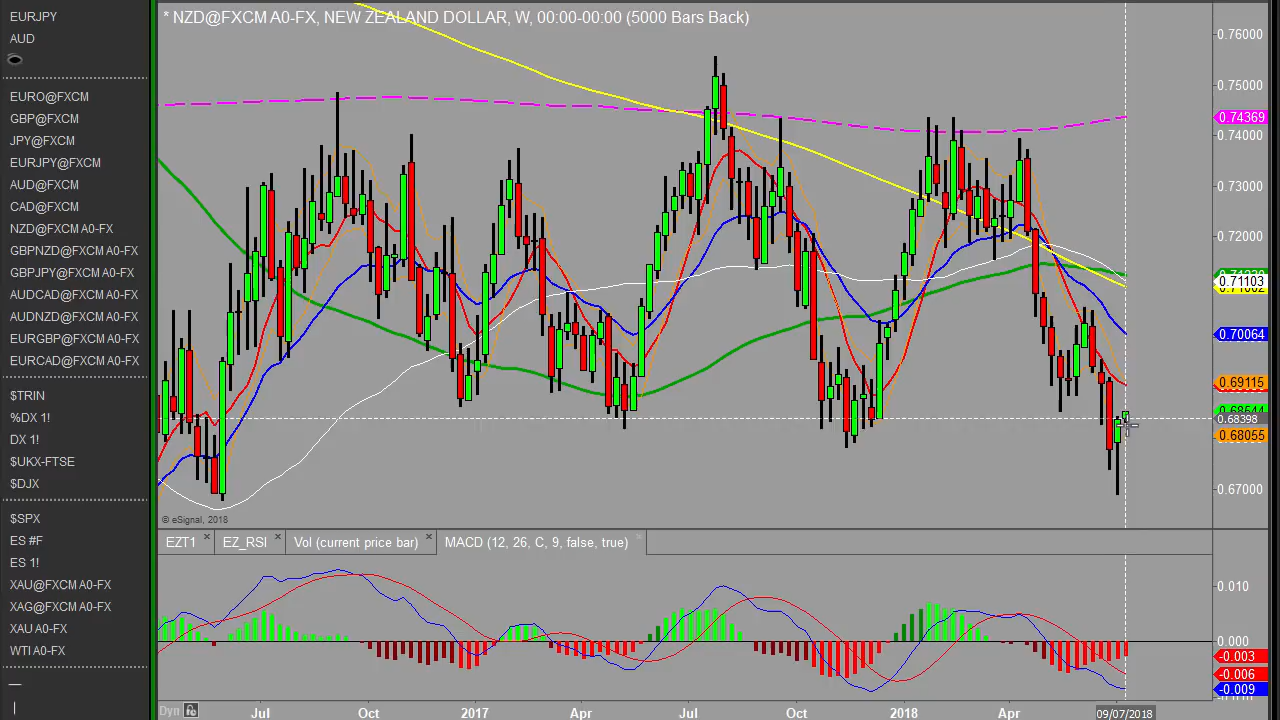 EURJPY
AUD
EURO@FXCM
GBP@FXCM
JPY@FXCM
EURJPY@FXCM
AUD@FXCM
CAD@FXCM
NZD@FXCM A0-FX
GBPNZD@FXCM A0-FX
GBPJPY@FXCM A0-FX
AUDCAD@FXCM A0-FX
AUDNZD@FXCM A0-FX
EURGBP@FXCM A0-FX
EURCAD@FXCM A0-FX
$TRIN
%DX 1!
DX 1!
$UKX-FTSE
$DJX
$SPX
ES #F
ES 1!
XAU@FXCM A0-FX
XAG@FXCM A0-FX
XAU A0-FX
WTI A0-FX
* NZD@FXCM A0-FX, NEW ZEALAND DOLLAR, W, 00:00-00:00 (5000 Bars Back)
0.76000
0.75000
0.74369
0.74000
0.73000
0.72000
0.71103
0.70064
0.69115
0.68398
0.68055
0.67000
© eSignal, 2018
EZT1 × EZ_RSI × Vol (current price bar) × MACD (12, 26, C, 9, false, true) ×
0.010
0.000
-0.003
-0.006
-0.009
Dyn Jul Oct 2017 Apr Jul Oct 2018 Apr 09/07/2018